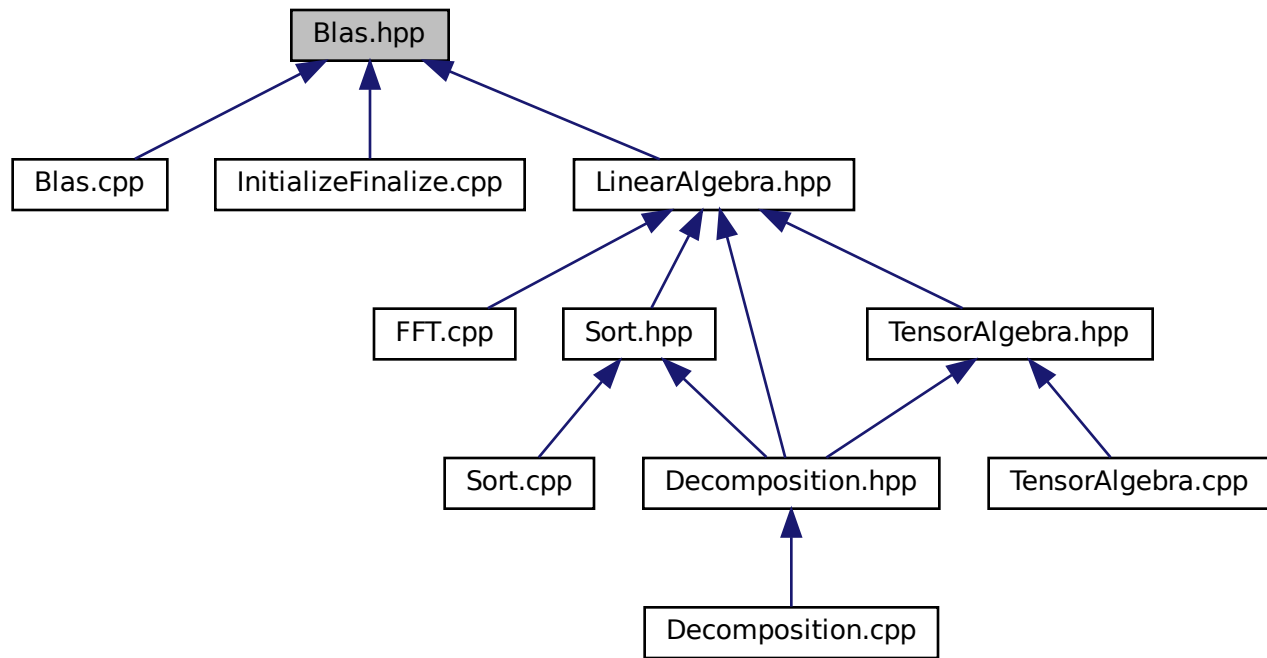 Blas.hpp
Blas.cpp
InitializeFinalize.cpp
LinearAlgebra.hpp
FFT.cpp
Sort.hpp
TensorAlgebra.hpp
Sort.cpp
Decomposition.hpp
TensorAlgebra.cpp
Decomposition.cpp